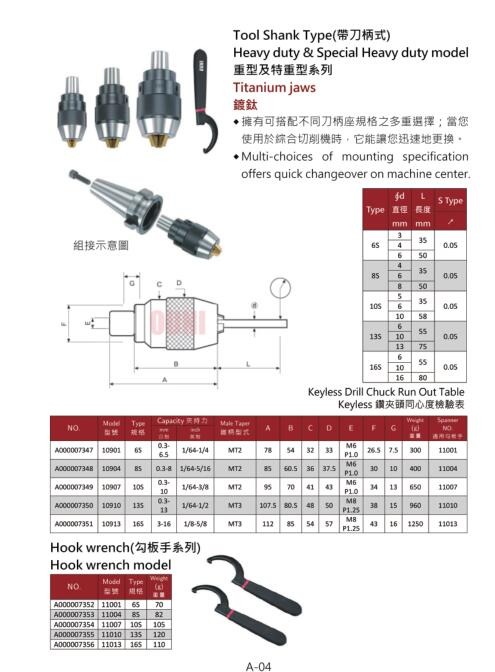 Tool Shank Type(帶刀柄式)
Heavy duty & Special Heavy duty model
重型及特重型系列
Titanium jaws
鍍鈦
◆擁有可搭配不同刀柄座規格之多重選擇；當您
使用於綜合切削機時，它能讓您迅速地更換。
◆Multi-choices of mounting specification
offers quick changeover on machine center.
組接示意圖
Type ∮d 直徑 mm L 長度 mm S Type ↗
6S 3 4 35 0.05
6 50
8S 4 6 35 0.05
8 50
10S 5 6 35 0.05
10 58
13S 6 10 55 0.05
13 75
16S 6 10 55 0.05
16 80
G C D d F E B L A
Keyless Drill Chuck Run Out Table
Keyless 鑽夾頭同心度檢驗表
NO. Model 型號 Type 規格 Capacity 夾持力 mm 公制 inch 英制 Male Taper 錐柄型式 A B C D E F G Weight (g) 重量 Spanner NO. 適用勾板手
A000007347 10901 6S 0.3-6.5 1/64-1/4 MT2 78 54 32 33 M6 P1.0 26.5 7.5 300 11001
A000007348 10904 8S 0.3-8 1/64-5/16 MT2 85 60.5 36 37.5 M6 P1.0 30 10 400 11004
A000007349 10907 10S 0.3-10 1/64-3/8 MT2 95 70 41 43 M6 P1.0 34 13 650 11007
A000007350 10910 13S 0.3-13 1/64-1/2 MT3 107.5 80.5 48 50 M8 P1.25 38 15 960 11010
A000007351 10913 16S 3-16 1/8-5/8 MT3 112 85 54 57 M8 P1.25 43 16 1250 11013
Hook wrench(勾板手系列)
Hook wrench model
NO. Model 型號 Type 規格 Weight (g) 重量
A000007352 11001 6S 70
A000007353 11004 8S 82
A000007354 11007 10S 105
A000007355 11010 13S 120
A000007356 11013 16S 110
A-04